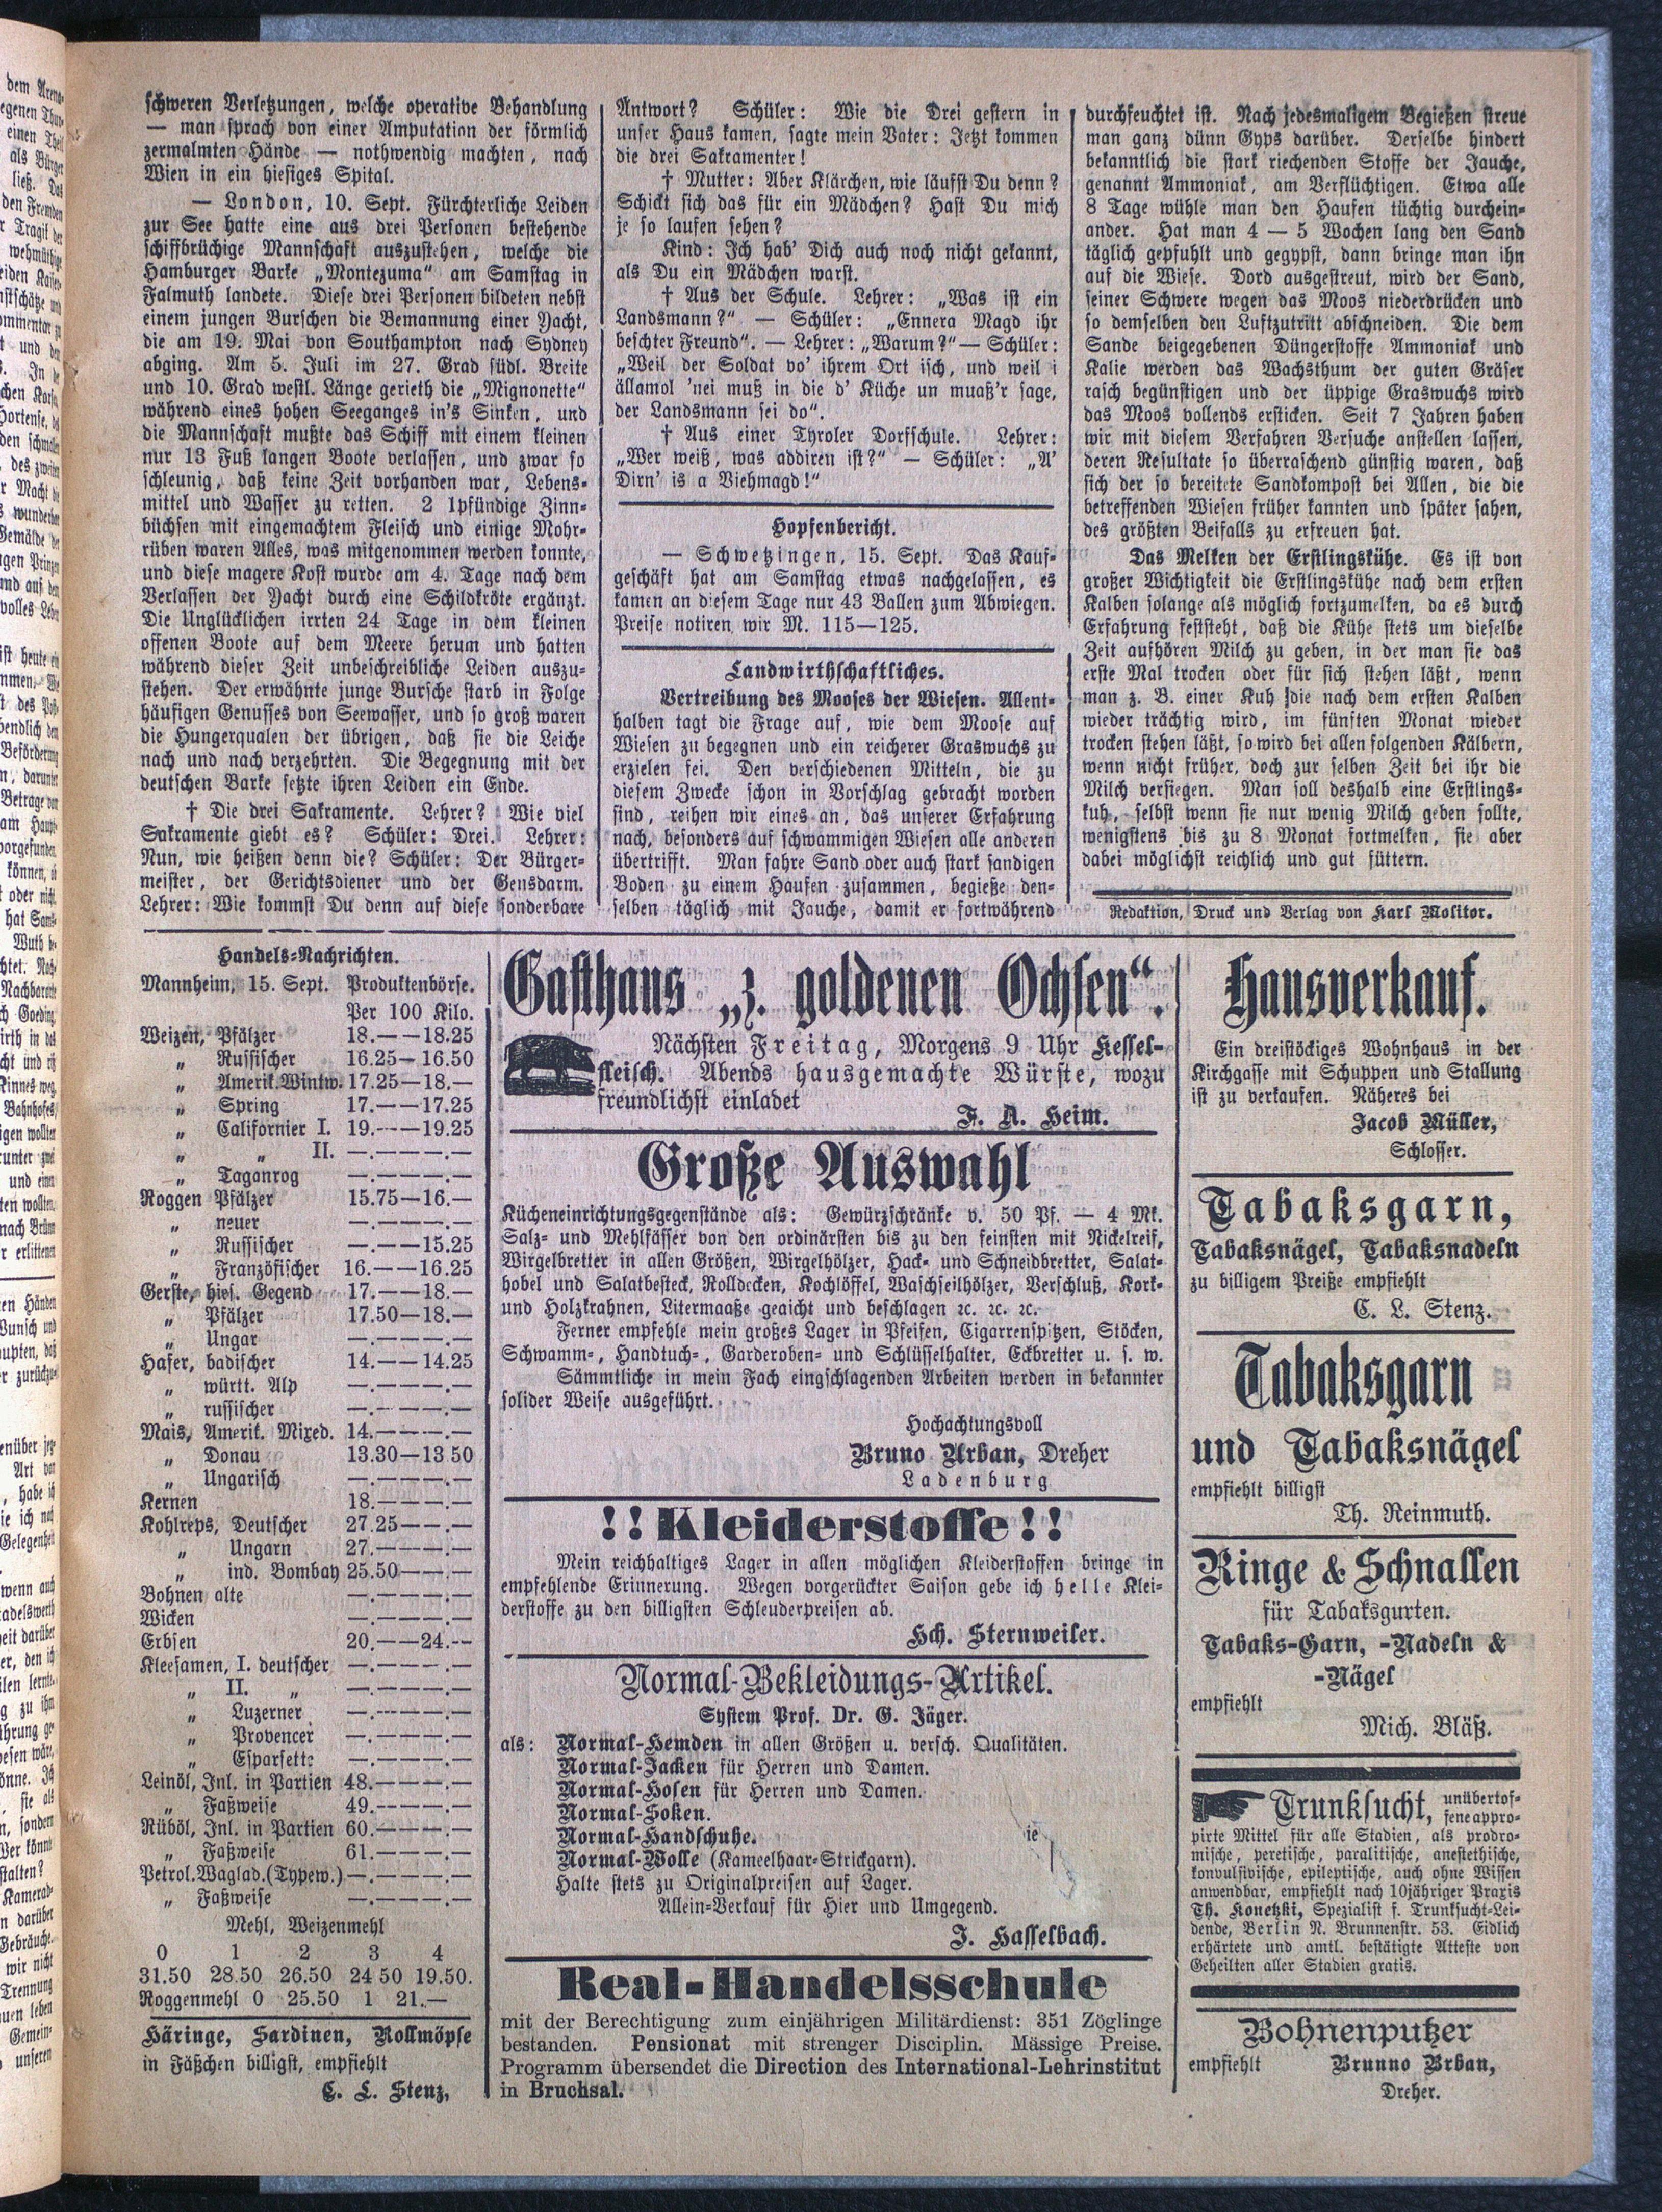 schweren Verletzungen, welche operative Behandlung
— man sprach von einer Amputation der förmlich
zermalmten Hände — nothwendig machten, nach
Wien in ein hiesiges Spital.
— London, 10. Sept. Fürchterliche Leiden
zur See hatte eine aus drei Personen bestehende
schiffbrüchige Mannschaft auszustehen, welche die
Hamburger Barke „Montezuma“ am Samstag in
Falmuth landete. Diese drei Personen bildeten nebst
einem jungen Burschen die Bemannung einer Yacht,
die am 19. Mai von Southampton nach Sydney
abging. Am 5. Juli im 27. Grad südl. Breite
und 10. Grad westl. Länge gerieth die „Mignonette“
während eines hohen Seeganges in's Sinken, und
die Mannschaft mußte das Schiff mit einem kleinen
nur 13 Fuß langen Boote verlassen, und zwar so
schleunig, daß keine Zeit vorhanden war, Lebens-
mittel und Wasser zu retten. 2 1pfündige Zinn-
büchsen mit eingemachtem Fleisch und einige Mohr-
rüben waren Alles, was mitgenommen werden konnte,
und diese magere Kost wurde am 4. Tage nach dem
Verlassen der Yacht durch eine Schildkröte ergänzt.
Die Unglücklichen irrten 24 Tage in dem kleinen
offenen Boote auf dem Meere herum und hatten
während dieser Zeit unbeschreibliche Leiden auszu-
stehen. Der erwähnte junge Bursche starb in Folge
häufigen Genusses von Seewasser, und so groß waren
die Hungerqualen der übrigen, daß sie die Leiche
nach und nach verzehrten. Die Begegnung mit der
deutschen Barke setzte ihren Leiden ein Ende.
† Die drei Sakramente. Lehrer? Wie viel
Sakramente giebt es? Schüler: Drei. Lehrer:
Nun, wie heißen denn die? Schüler: Der Bürger-
meister, der Gerichtsdiener und der Gensdarm.
Lehrer: Wie kommst Du denn auf diese sonderbare
Antwort? Schüler: Wie die Drei gestern in
unser Haus kamen, sagte mein Vater: Jetzt kommen
die drei Sakramenter!
† Mutter: Aber Klärchen, wie läufst Du denn?
Schickt sich das für ein Mädchen? Hast Du mich
je so laufen sehen?
Kind: Ich hab' Dich auch noch nicht gekannt,
als Du ein Mädchen warst.
† Aus der Schule. Lehrer: „Was ist ein
Landsmann?“ — Schüler: „Ennera Magd ihr
beschter Freund“. — Lehrer: „Warum?“ — Schüler:
„Weil der Soldat vo' ihrem Ort isch, und weil i
ällamol 'nei muß in die d' Küche un muaß'r sage,
der Landsmann sei do“.
† Aus einer Tyroler Dorfschule. Lehrer:
„Wer weiß, was addiren ist?“ — Schüler: „A'
Dirn' is a Viehmagd!“
Hopfenbericht.
— Schwetzingen, 15. Sept. Das Kauf-
geschäft hat am Samstag etwas nachgelassen, es
kamen an diesem Tage nur 43 Ballen zum Abwiegen.
Preise notiren wir M. 115—125.
Landwirthschaftliches.
Vertreibung des Mooses der Wiesen. Allent-
halben tagt die Frage auf, wie dem Moose auf
Wiesen zu begegnen und ein reicherer Graswuchs zu
erzielen sei. Den verschiedenen Mitteln, die zu
diesem Zwecke schon in Vorschlag gebracht worden
sind, reihen wir eines an, das unserer Erfahrung
nach, besonders auf schwammigen Wiesen alle anderen
übertrifft. Man fahre Sand oder auch stark sandigen
Boden zu einem Haufen zusammen, begieße den-
selben täglich mit Jauche, damit er fortwährend
durchfeuchtet ist. Nach jedesmaligem Begießen streue
man ganz dünn Gyps darüber. Derselbe hindert
bekanntlich die stark riechenden Stoffe der Jauche,
genannt Ammoniak, am Verflüchtigen. Etwa alle
8 Tage wühle man den Haufen tüchtig durchein-
ander. Hat man 4 — 5 Wochen lang den Sand
täglich gepfuhlt und gegypst, dann bringe man ihn
auf die Wiese. Dord ausgestreut, wird der Sand,
seiner Schwere wegen das Moos niederdrücken und
so demselben den Luftzutritt abschneiden. Die dem
Sande beigegebenen Düngerstoffe Ammoniak und
Kalie werden das Wachsthum der guten Gräser
rasch begünstigen und der üppige Graswuchs wird
das Moos vollends ersticken. Seit 7 Jahren haben
wir mit diesem Verfahren Versuche anstellen lassen,
deren Resultate so überraschend günstig waren, daß
sich der so bereitete Sandkompost bei Allen, die die
betreffenden Wiesen früher kannten und später sahen,
des größten Beifalls zu erfreuen hat.
Das Melken der Erstlingskühe. Es ist von
großer Wichtigkeit die Erstlingskühe nach dem ersten
Kalben solange als möglich fortzumelken, da es durch
Erfahrung feststeht, daß die Kühe stets um dieselbe
Zeit aufhören Milch zu geben, in der man sie das
erste Mal trocken oder für sich stehen läßt, wenn
man z. B. einer Kuh die nach dem ersten Kalben
wieder trächtig wird, im fünften Monat wieder
trocken stehen läßt, so wird bei allen folgenden Kälbern,
wenn nicht früher, doch zur selben Zeit bei ihr die
Milch versiegen. Man soll deshalb eine Erstlings-
kuh, selbst wenn sie nur wenig Milch geben sollte,
wenigstens bis zu 8 Monat fortmelken, sie aber
dabei möglichst reichlich und gut füttern.
Redaktion, Druck und Verlag von Karl Molitor.
Handels-Nachrichten.
Mannheim, 15. Sept. Produktenbörse.
Per 100 Kilo.
Weizen, Pfälzer 18.— —18.25
„ Russischer 16.25—16.50
„ Amerik. Wintw. 17.25—18.—
„ Spring 17.— —17.25
„ Californier I. 19.— —19.25
„ „ II. —.— —.—
„ Taganrog —.— —.—
Roggen Pfälzer 15.75—16.—
„ neuer —.— —.—
„ Russischer —.—15.25
„ Französischer 16.— —16.25
Gerste, hies. Gegend 17.— —18.—
„ Pfälzer 17.50—18.—
„ Ungar —.— —.—
Hafer, badischer 14.— —14.25
„ württ. Alp —.— —.—
„ russischer —.— —.—
Mais, Amerik. Mixed. 14.— —.—
„ Donau 13.30—13 50
„ Ungarisch —.— —.—
Kernen 18.— —.—
Kohlreps, Deutscher 27.25— —.—
„ Ungarn 27.— —.—
„ ind. Bombay 25.50— —.—
Bohnen alte —.— —.—
Wicken —.— —.—
Erbsen 20.— —24.—
Kleesamen, I. deutscher —.— —.—
„ II. „ —.— —.—
„ Luzerner —.— —.—
„ Provencer —.— —.—
„ Esparsette —.— —.—
Leinöl, Inl. in Partien 48.— —.—
„ Faßweise 49.— —.—
Rüböl, Inl. in Partien 60.— —.—
„ Faßweise 61.— —.—
Petrol. Waglad. (Typew.) —.— —.—
„ Faßweise —.— —.—
Mehl, Weizenmehl
0 1 2 3 4
31.50 28.50 26.50 24 50 19.50.
Roggenmehl 0 25.50 1 21.—
Häringe, Sardinen, Rollmöpse
in Fäßchen billigst, empfiehlt
C. L. Stenz,
Gasthaus „z. goldenen Ochsen“.
Nächsten Freitag, Morgens 9 Uhr Kessel-
fleisch. Abends hausgemachte Würste, wozu
freundlichst einladet
F. A. Heim.
Große Auswahl
Kücheneinrichtungsgegenstände als: Gewürzschränke v. 50 Pf. — 4 Mk.
Salz- und Mehlfässer von den ordinärsten bis zu den feinsten mit Nickelreif,
Wirgelbretter in allen Größen, Wirgelhölzer, Hack- und Schneidbretter, Salat-
hobel und Salatbesteck, Rolldecken, Kochlöffel, Waschseilhölzer, Verschluß, Kork-
und Holzkrahnen, Litermaaße geaicht und beschlagen ꝛc. ꝛc. ꝛc.
Ferner empfehle mein großes Lager in Pfeifen, Cigarrenspitzen, Stöcken,
Schwamm-, Handtuch-, Garderoben- und Schlüsselhalter, Eckbretter u. s. w.
Sämmtliche in mein Fach eingschlagenden Arbeiten werden in bekannter
solider Weise ausgeführt.
Hochachtungsvoll
Bruno Urban, Dreher
Ladenburg
!! Kleiderstoffe !!
Mein reichhaltiges Lager in allen möglichen Kleiderstoffen bringe in
empfehlende Erinnerung. Wegen vorgerückter Saison gebe ich helle Klei-
derstoffe zu den billigsten Schleuderpreisen ab.
Hch. Sternweiler.
Normal-Bekleidungs-Artikel.
System Prof. Dr. G. Jäger.
als: Normal-Hemden in allen Größen u. versch. Qualitäten.
Normal-Jacken für Herren und Damen.
Normal-Hosen für Herren und Damen.
Normal-Soken.
Normal-Handschuhe.
Normal-Wolle (Kameelhaar-Strickgarn).
Halte stets zu Originalpreisen auf Lager.
Allein-Verkauf für Hier und Umgegend.
J. Hasselbach.
Real-Handelsschule
mit der Berechtigung zum einjährigen Militärdienst: 351 Zöglinge
bestanden. Pensionat mit strenger Disciplin. Mässige Preise.
Programm übersendet die Direction des International-Lehrinstitut
in Bruchsal.
Hausverkauf.
Ein dreistöckiges Wohnhaus in der
Kirchgasse mit Schuppen und Stallung
ist zu verkaufen. Näheres bei
Jacob Müller,
Schlosser.
Tabaksgarn,
Tabaksnägel, Tabaksnadeln
zu billigem Preiße empfiehlt
C. L. Stenz.
Tabaksgarn
und Tabaksnägel
empfiehlt billigst
Th. Reinmuth.
Ringe & Schnallen
für Tabaksgurten.
Tabaks-Garn, -Nadeln &
-Nägel
empfiehlt
Mich. Bläß.
Trunksucht, unübertof-
fene appro-
pirte Mittel für alle Stadien, als prodro-
mische, peretische, paralitische, anesthethische,
konvulsivische, epileptische, auch ohne Wissen
anwendbar, empfiehlt nach 10jähriger Praxis
Th. Konetzki, Spezialist f. Trunksucht-Lei-
dende, Berlin N. Brunnenstr. 53. Eidlich
erhärtete und amtl. bestätigte Atteste von
Geheilten aller Stadien gratis.
Bohnenputzer
empfiehlt Brunno Brban,
Dreher.